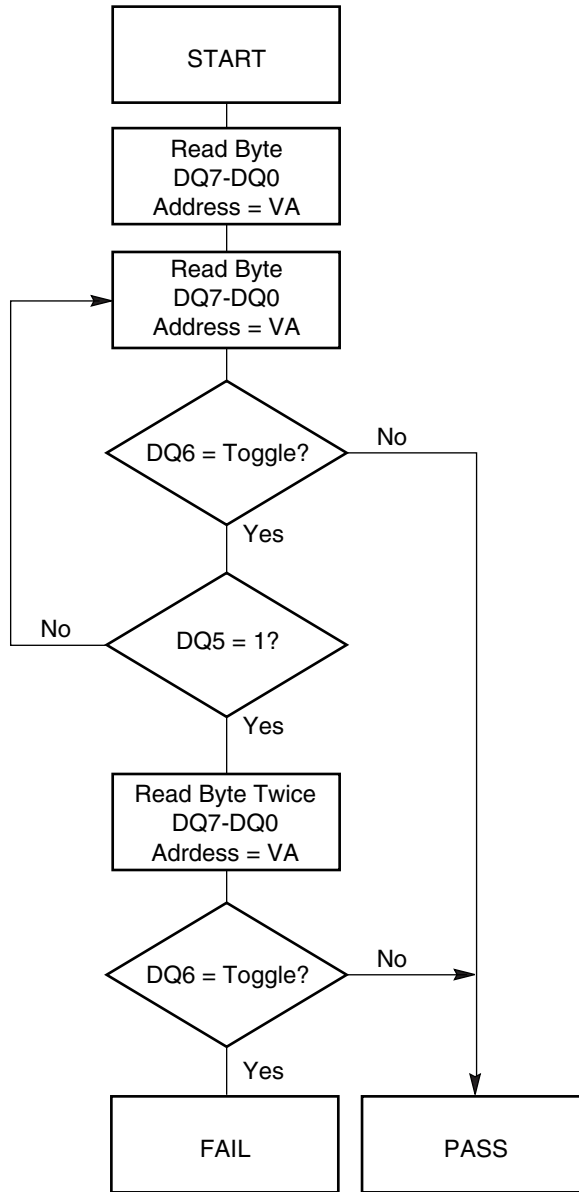 START
Read Byte
DQ7-DQ0
Address = VA
Read Byte
DQ7-DQ0
Address = VA
DQ6 = Toggle?
No
Yes
DQ5 = 1?
No
Yes
Read Byte Twice
DQ7-DQ0
Adrdess = VA
DQ6 = Toggle?
No
Yes
FAIL
PASS